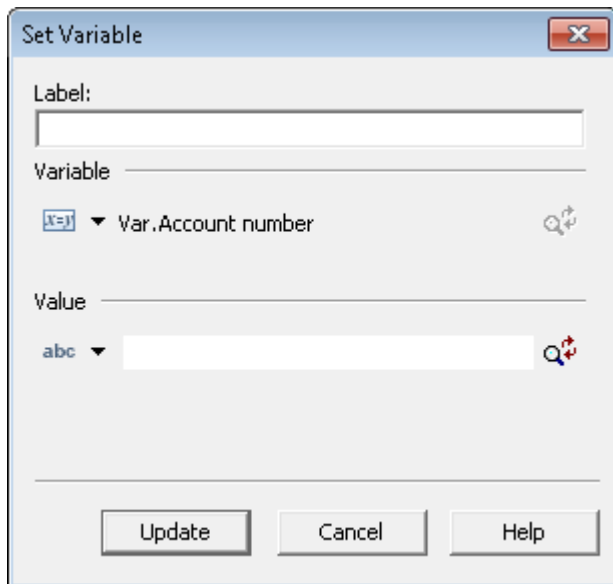 Set Variable
Label:
Variable
x=y Var.Account number
Value
abc
Update Cancel Help